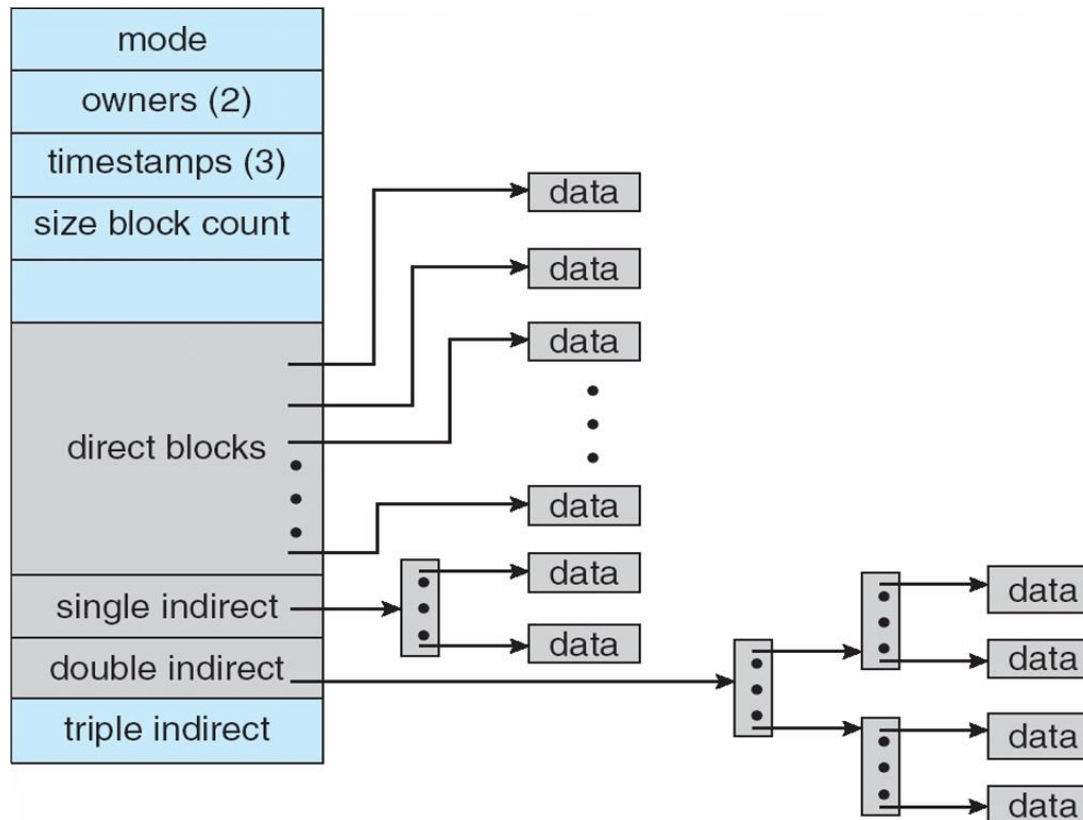 mode
owners (2)
timestamps (3)
size block count
direct blocks
single indirect
double indirect
triple indirect
data
data
data
data
data
data
data
data
data
data